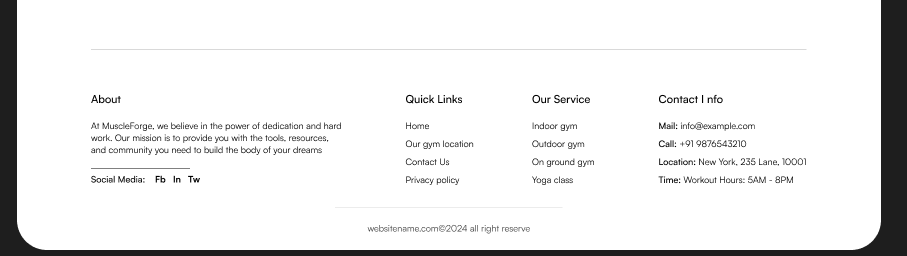 About
At MuscleForge, we believe in the power of dedication and hard
work. Our mission is to provide you with the tools, resources,
and community you need to build the body of your dreams
Social Media: Fb In Tw
Quick Links
Home
Our gym location
Contact Us
Privacy policy
Our Service
Indoor gym
Outdoor gym
On ground gym
Yoga class
Contact I nfo
Mail: info@example.com
Call: +91 9876543210
Location: New York, 235 Lane, 10001
Time: Workout Hours: 5AM - 8PM
websitename.com©2024 all right reserve